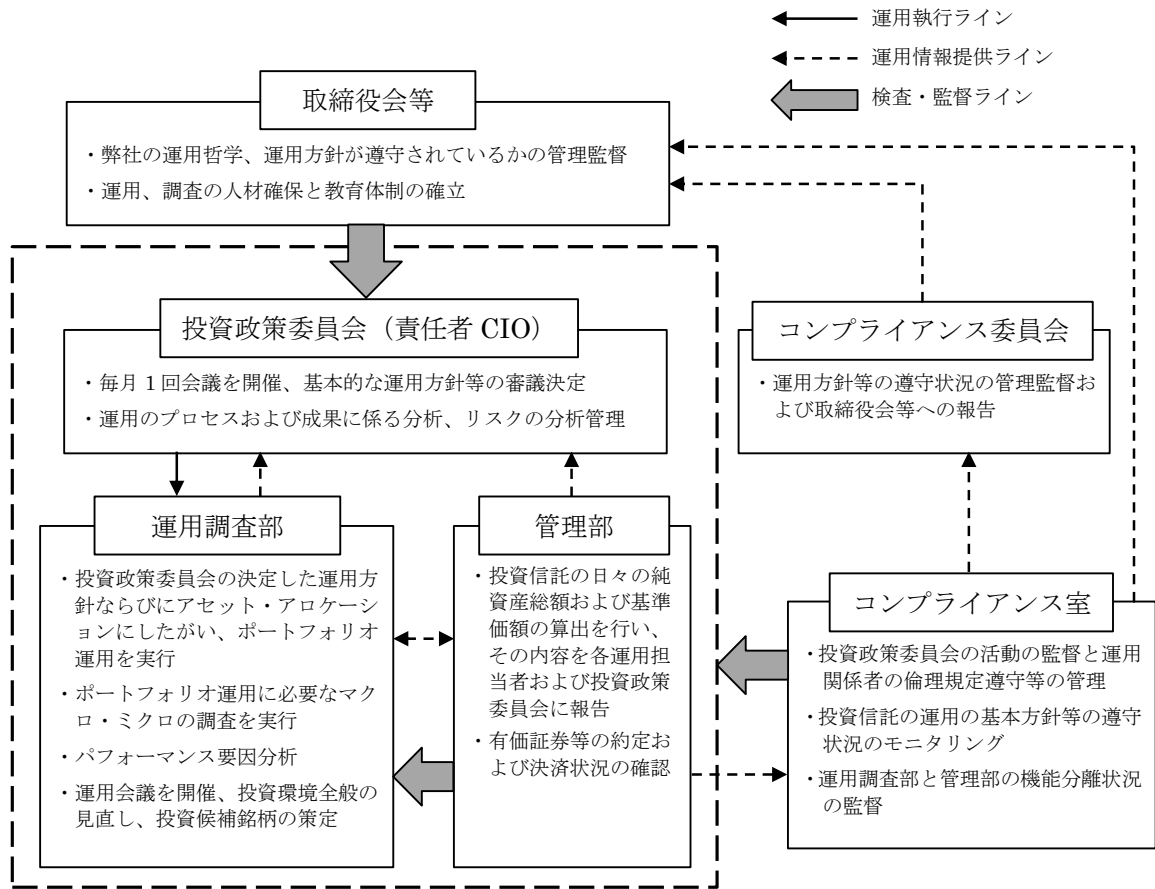 運用執行ライン
運用情報提供ライン
検査・監督ライン
取締役会等
・弊社の運用哲学、運用方針が遵守されているかの管理監督
・運用、調査の人材確保と教育体制の確立
投資政策委員会（責任者 CIO）
・毎月 1 回会議を開催、基本的な運用方針等の審議決定
・運用のプロセスおよび成果に係る分析、リスクの分析管理
コンプライアンス委員会
・運用方針等の遵守状況の管理監督お
よび取締役会等への報告
運用調査部
・投資政策委員会の決定した運用方
針ならびにアセット・アロケーシ
ョンにしたがい、ポートフォリオ
運用を実行
・ポートフォリオ運用に必要なマク
ロ・ミクロの調査を実行
・パフォーマンス要因分析
・運用会議を開催、投資環境全般の
見直し、投資候補銘柄の策定
管理部
・投資信託の日々の純
資産総額および基準
価額の算出を行い、
その内容を各運用担
当者および投資政策
委員会に報告
・有価証券等の約定お
よび決済状況の確認
コンプライアンス室
・投資政策委員会の活動の監督と運用
関係者の倫理規定遵守等の管理
・投資信託の運用の基本方針等の遵守
状況のモニタリング
・運用調査部と管理部の機能分離状況
の監督